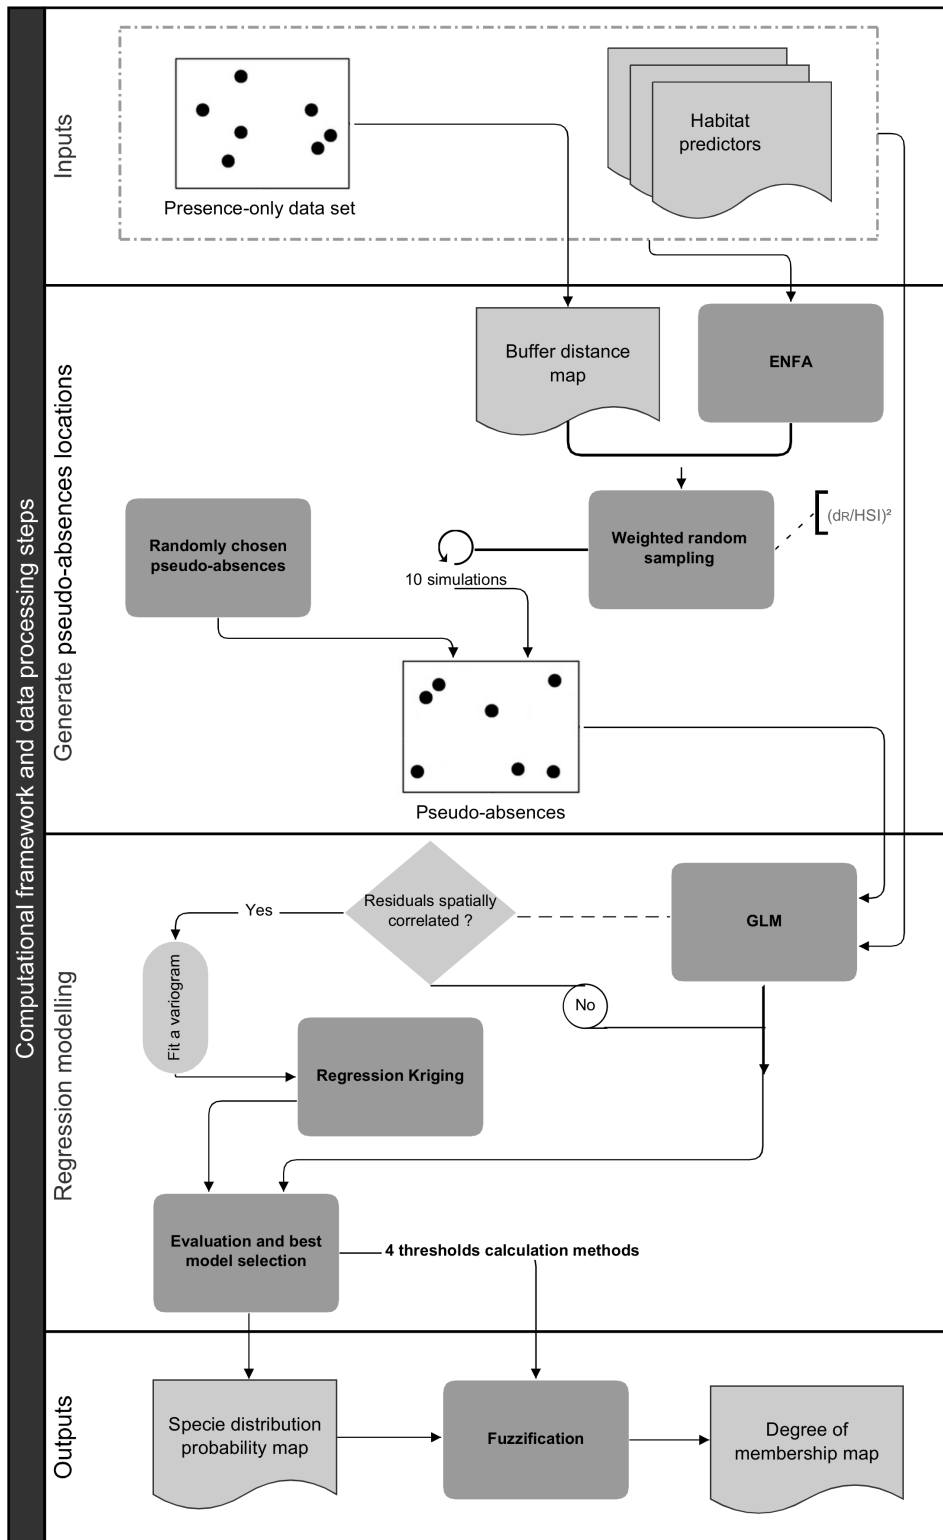 Computational framework and data processing steps
Inputs
Presence-only data set
Habitat
predictors
Generate pseudo-absences locations
Buffer distance
map
ENFA
Randomly chosen
pseudo-absences
Weighted random
sampling
(dR/HSI)²
10 simulations
Pseudo-absences
Regression modelling
Residuals spatially
correlated ?
Yes
GLM
No
Fit a variogram
Regression Kriging
Evaluation and best
model selection
4 thresholds calculation methods
Outputs
Specie distribution
probability map
Fuzzification
Degree of
membership map